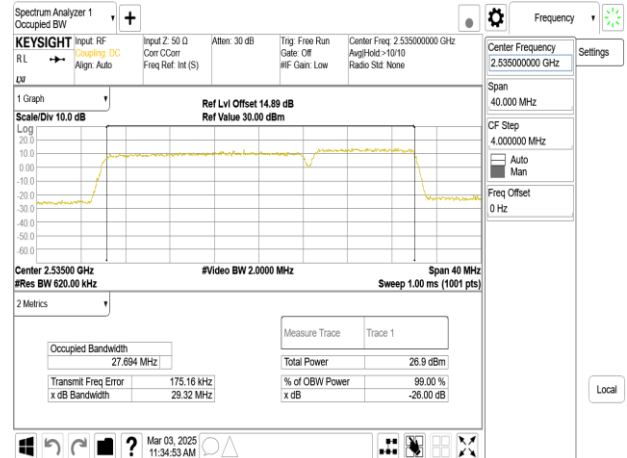 Spectrum Analyzer 1
Occupied BW
KEYSIGHT
RL
LXI
Input: RF
Coupling: DC
Align: Auto
Input Z: 50 Ω
Corr CCorr
Freq Ref: Int (S)
Atten: 30 dB
Trig: Free Run
Gate: Off
#IF Gain: Low
Center Freq: 2.535000000 GHz
Avg|Hold:>10/10
Radio Std: None
1 Graph
Ref Lvl Offset 14.89 dB
Scale/Div 10.0 dB
Ref Value 30.00 dBm
Log
20.0
10.0
0.00
-10.0
-20.0
-30.0
-40.0
-50.0
-60.0
Center 2.53500 GHz
#Video BW 2.0000 MHz
Span 40 MHz
#Res BW 620.00 kHz
Sweep 1.00 ms (1001 pts)
2 Metrics
Measure Trace
Trace 1
Occupied Bandwidth
27.694 MHz
Total Power
26.9 dBm
Transmit Freq Error
175.16 kHz
% of OBW Power
99.00 %
x dB Bandwidth
29.32 MHz
x dB
-26.00 dB
?
Mar 03, 2025
11:34:53 AM
Frequency
Settings
Center Frequency
2.535000000 GHz
Span
40.000 MHz
CF Step
4.000000 MHz
Auto
Man
Freq Offset
0 Hz
Local